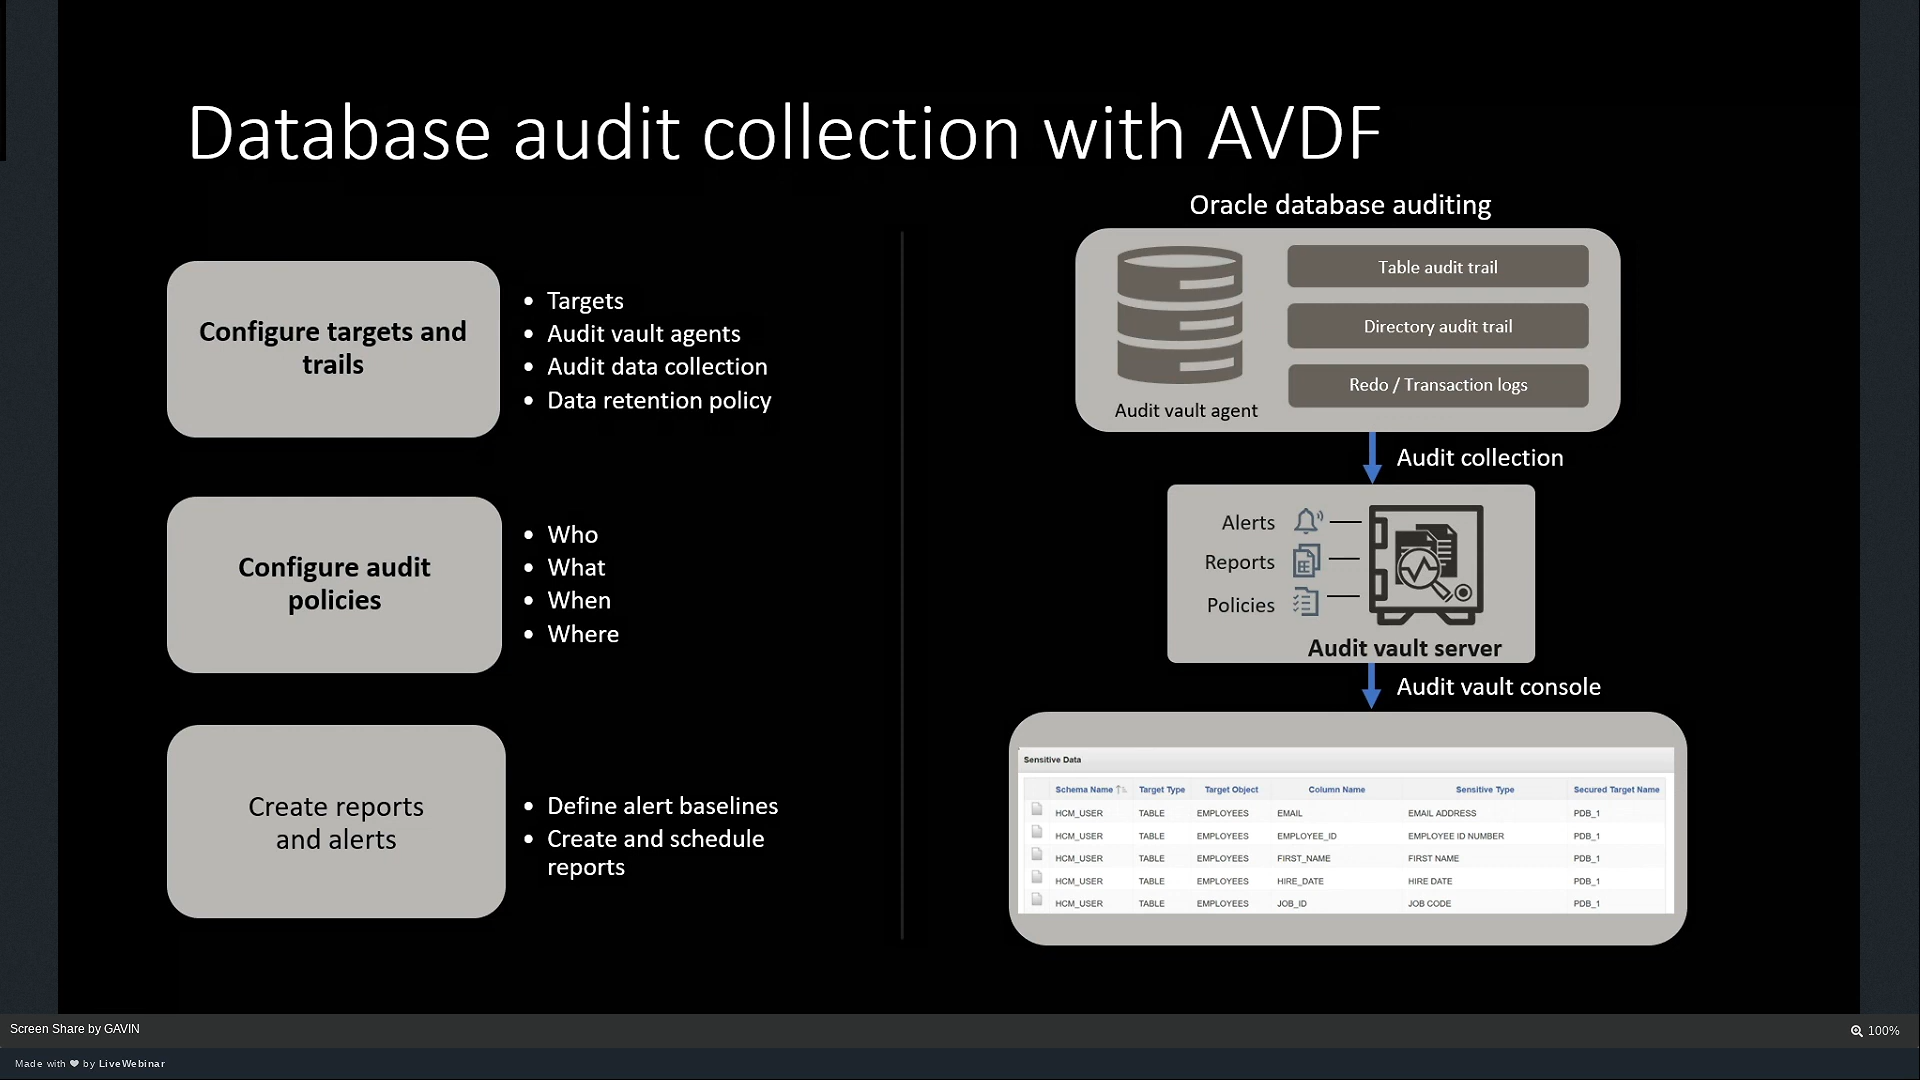 Database audit collection with AVDF
Configure targets and
trails
• Targets
• Audit vault agents
• Audit data collection
• Data retention policy
Configure audit
policies
• Who
• What
• When
• Where
Create reports
and alerts
• Define alert baselines
• Create and schedule
reports
Oracle database auditing
Audit vault agent
Table audit trail
Directory audit trail
Redo / Transaction logs
Audit collection
Alerts
Reports
Policies
Audit vault server
Audit vault console
Sensitive Data
Schema Name Target Type Target Object Column Name Sensitive Type Secured Target Name
HCM_USER TABLE EMPLOYEES EMAIL EMAIL ADDRESS PDB_1
HCM_USER TABLE EMPLOYEES EMPLOYEE_ID EMPLOYEE ID NUMBER PDB_1
HCM_USER TABLE EMPLOYEES FIRST_NAME FIRST NAME PDB_1
HCM_USER TABLE EMPLOYEES HIRE_DATE HIRE DATE PDB_1
HCM_USER TABLE EMPLOYEES JOB_ID JOB CODE PDB_1
Screen Share by GAVIN
100%
Made with ❤ by LiveWebinar